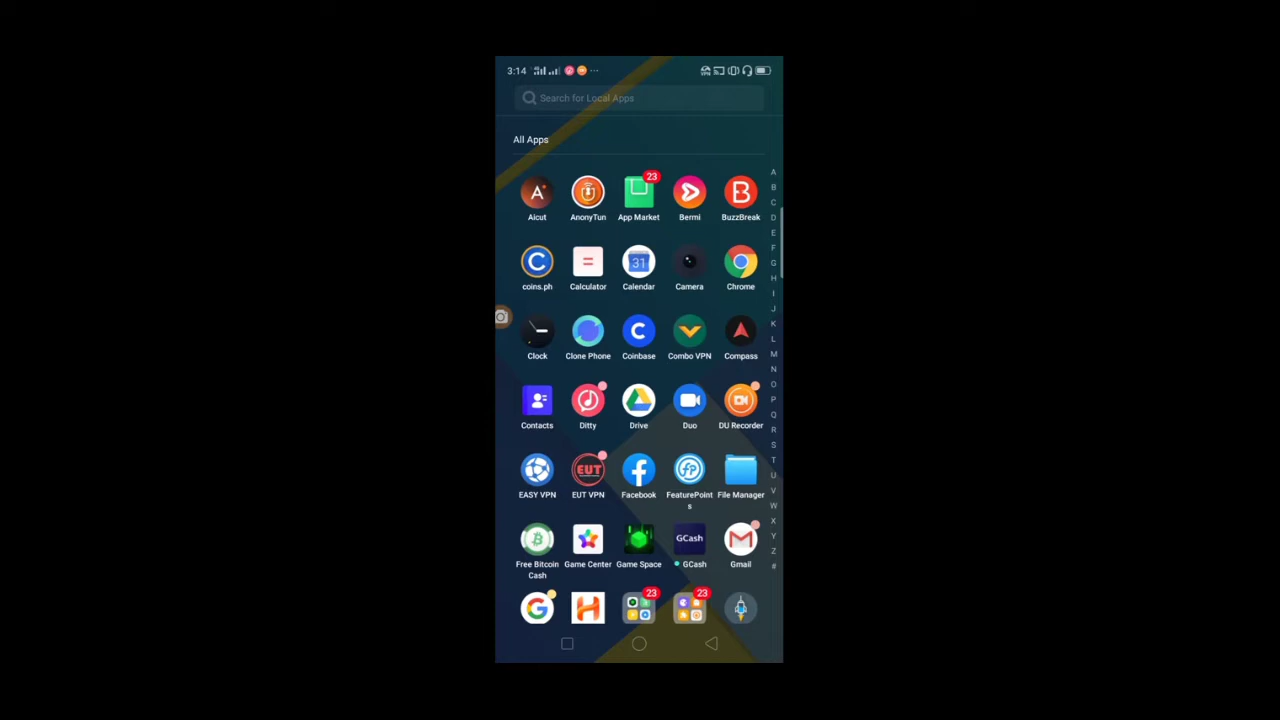 3:14
Search for Local Apps
All Apps
23
A
Aicut AnonyTun App Market Bermi BuzzBreak
31
coins.ph Calculator Calendar Camera Chrome
Clock Clone Phone Coinbase Combo VPN Compass
Contacts Ditty Drive Duo DU Recorder
EUT
EASY VPN EUT VPN Facebook FeaturePoint
s File Manager
GCash
Free Bitcoin
Cash Game Center Game Space GCash Gmail
23 23
A
B
C
D
E
F
G
H
I
J
K
L
M
N
O
P
Q
R
S
T
U
V
W
X
Y
Z
#